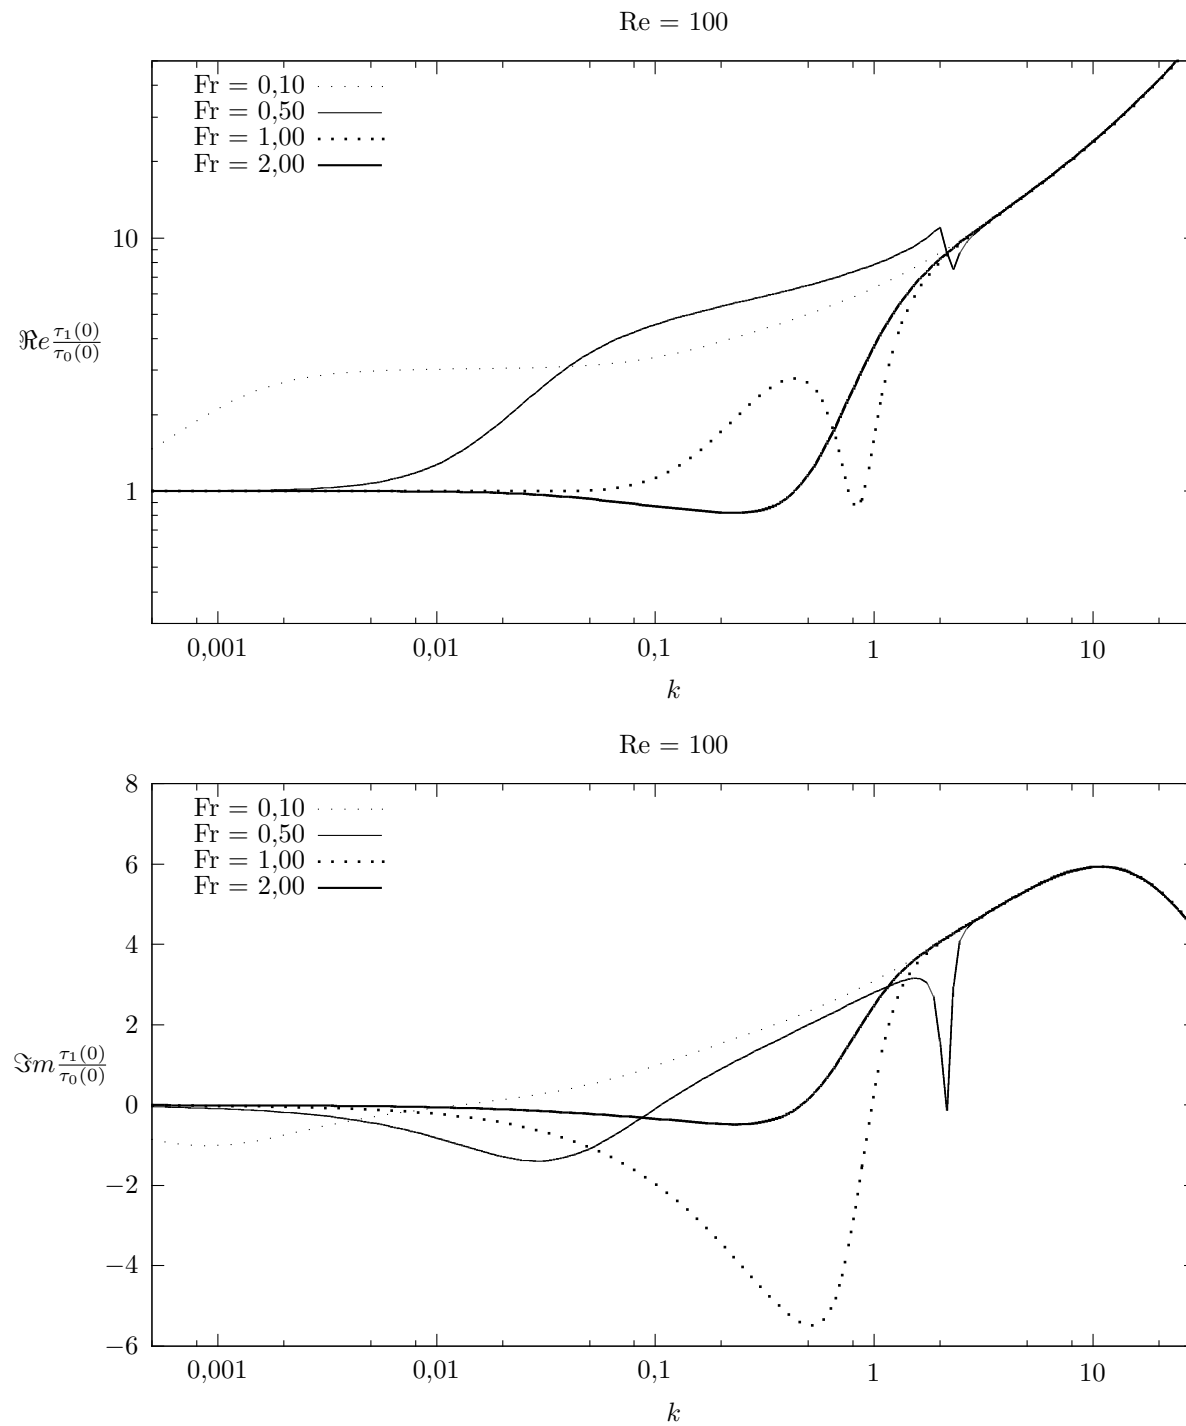 Re = 100
Fr = 0,10
Fr = 0,50
Fr = 1,00
Fr = 2,00
10
1
ℜe τ₁(0)/τ₀(0)
0,001 0,01 0,1 1 10
k
Re = 100
8
6
4
2
0
−2
−4
−6
Fr = 0,10
Fr = 0,50
Fr = 1,00
Fr = 2,00
ℑm τ₁(0)/τ₀(0)
0,001 0,01 0,1 1 10
k